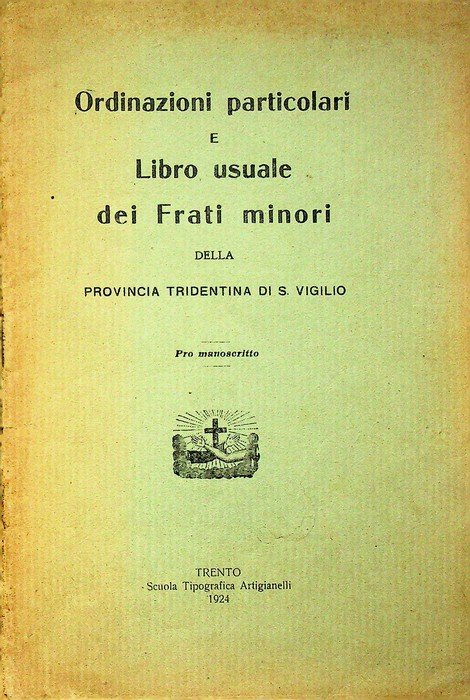 Ordinazioni particolari
E
Libro usuale
dei Frati minori
DELLA
PROVINCIA TRIDENTINA DI S. VIGILIO
Pro manoscritto
TRENTO
Scuola Tipografica Artigianelli
1924